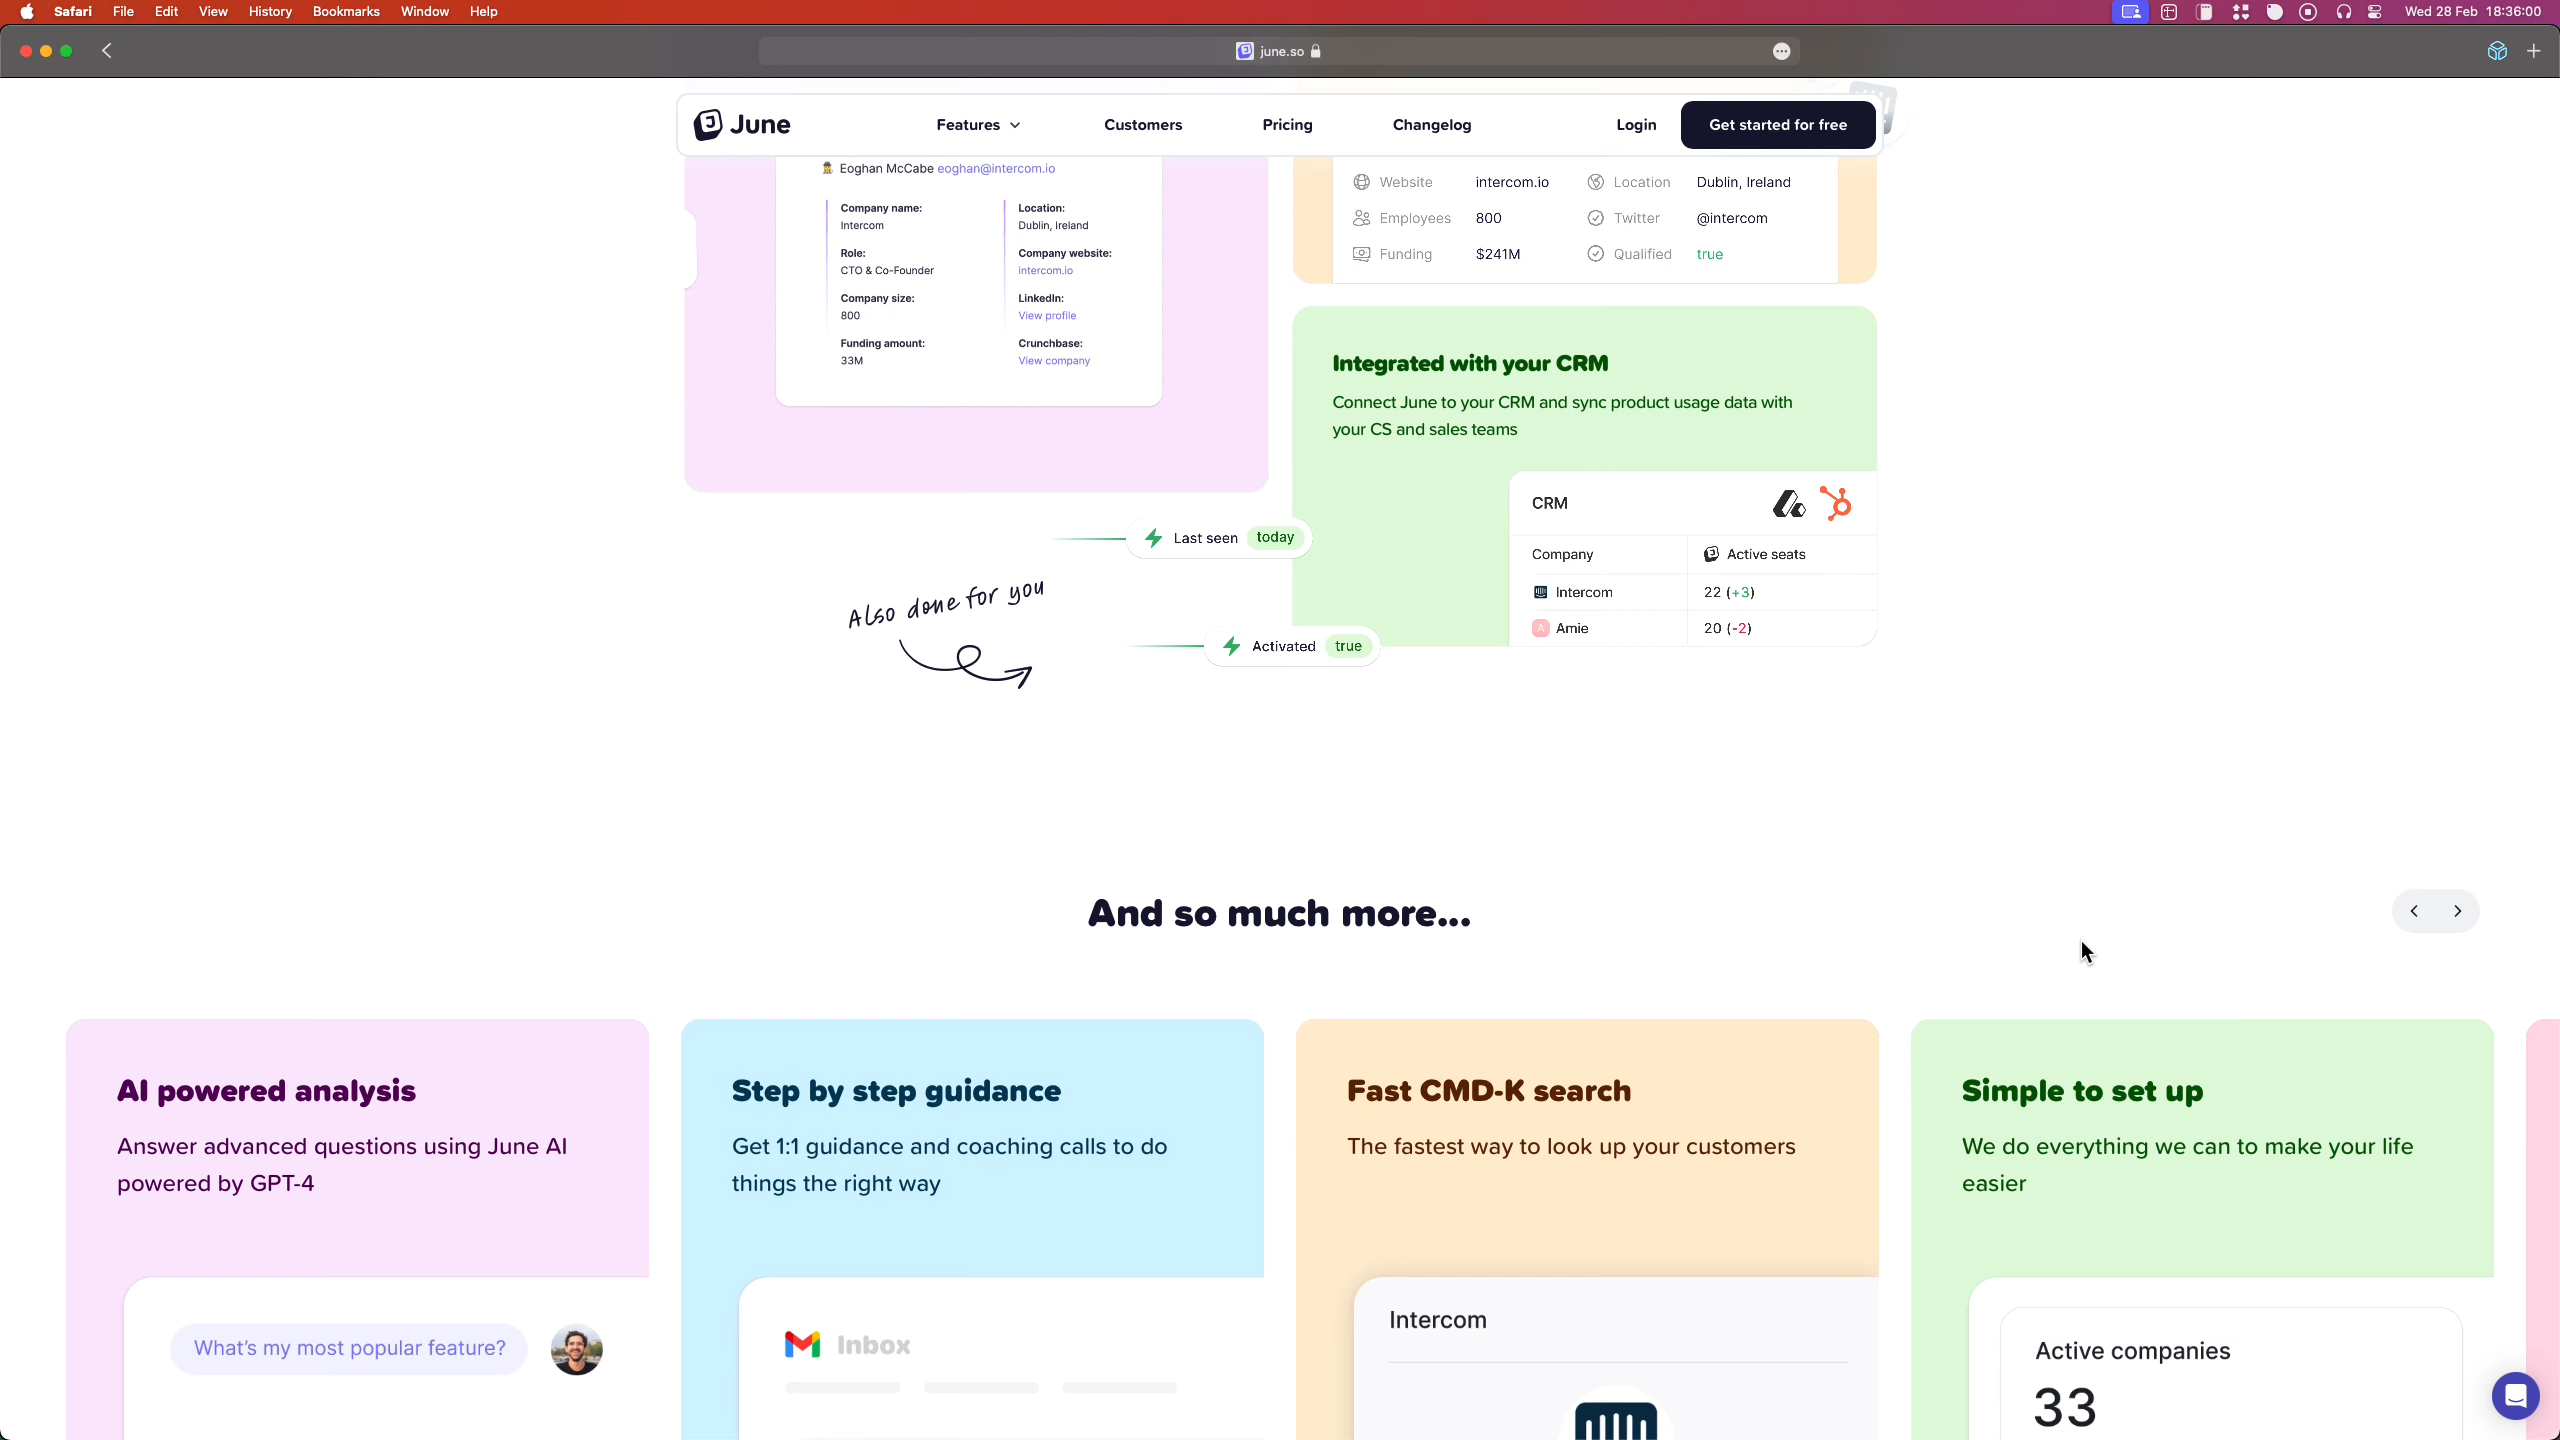 Safari File Edit View History Bookmarks Window Help
Wed 28 Feb 18:36:00
june.so
June
Features
Customers
Pricing
Changelog
Login
Get started for free
Eoghan McCabe eoghan@intercom.io
Company name:
Intercom
Role:
CTO & Co-Founder
Company size:
800
Funding amount:
33M
Location:
Dublin, Ireland
Company website:
intercom.io
LinkedIn:
View profile
Crunchbase:
View company
Website intercom.io Location Dublin, Ireland
Employees 800 Twitter @intercom
Funding $241M Qualified true
Integrated with your CRM
Connect June to your CRM and sync product usage data with
your CS and sales teams
CRM
Company Active seats
Intercom 22 (+3)
A Amie 20 (-2)
Last seen today
Also done for you
Activated true
And so much more...
AI powered analysis
Answer advanced questions using June AI
powered by GPT-4
What's my most popular feature?
Step by step guidance
Get 1:1 guidance and coaching calls to do
things the right way
Inbox
Fast CMD-K search
The fastest way to look up your customers
Intercom
Simple to set up
We do everything we can to make your life
easier
Active companies
33